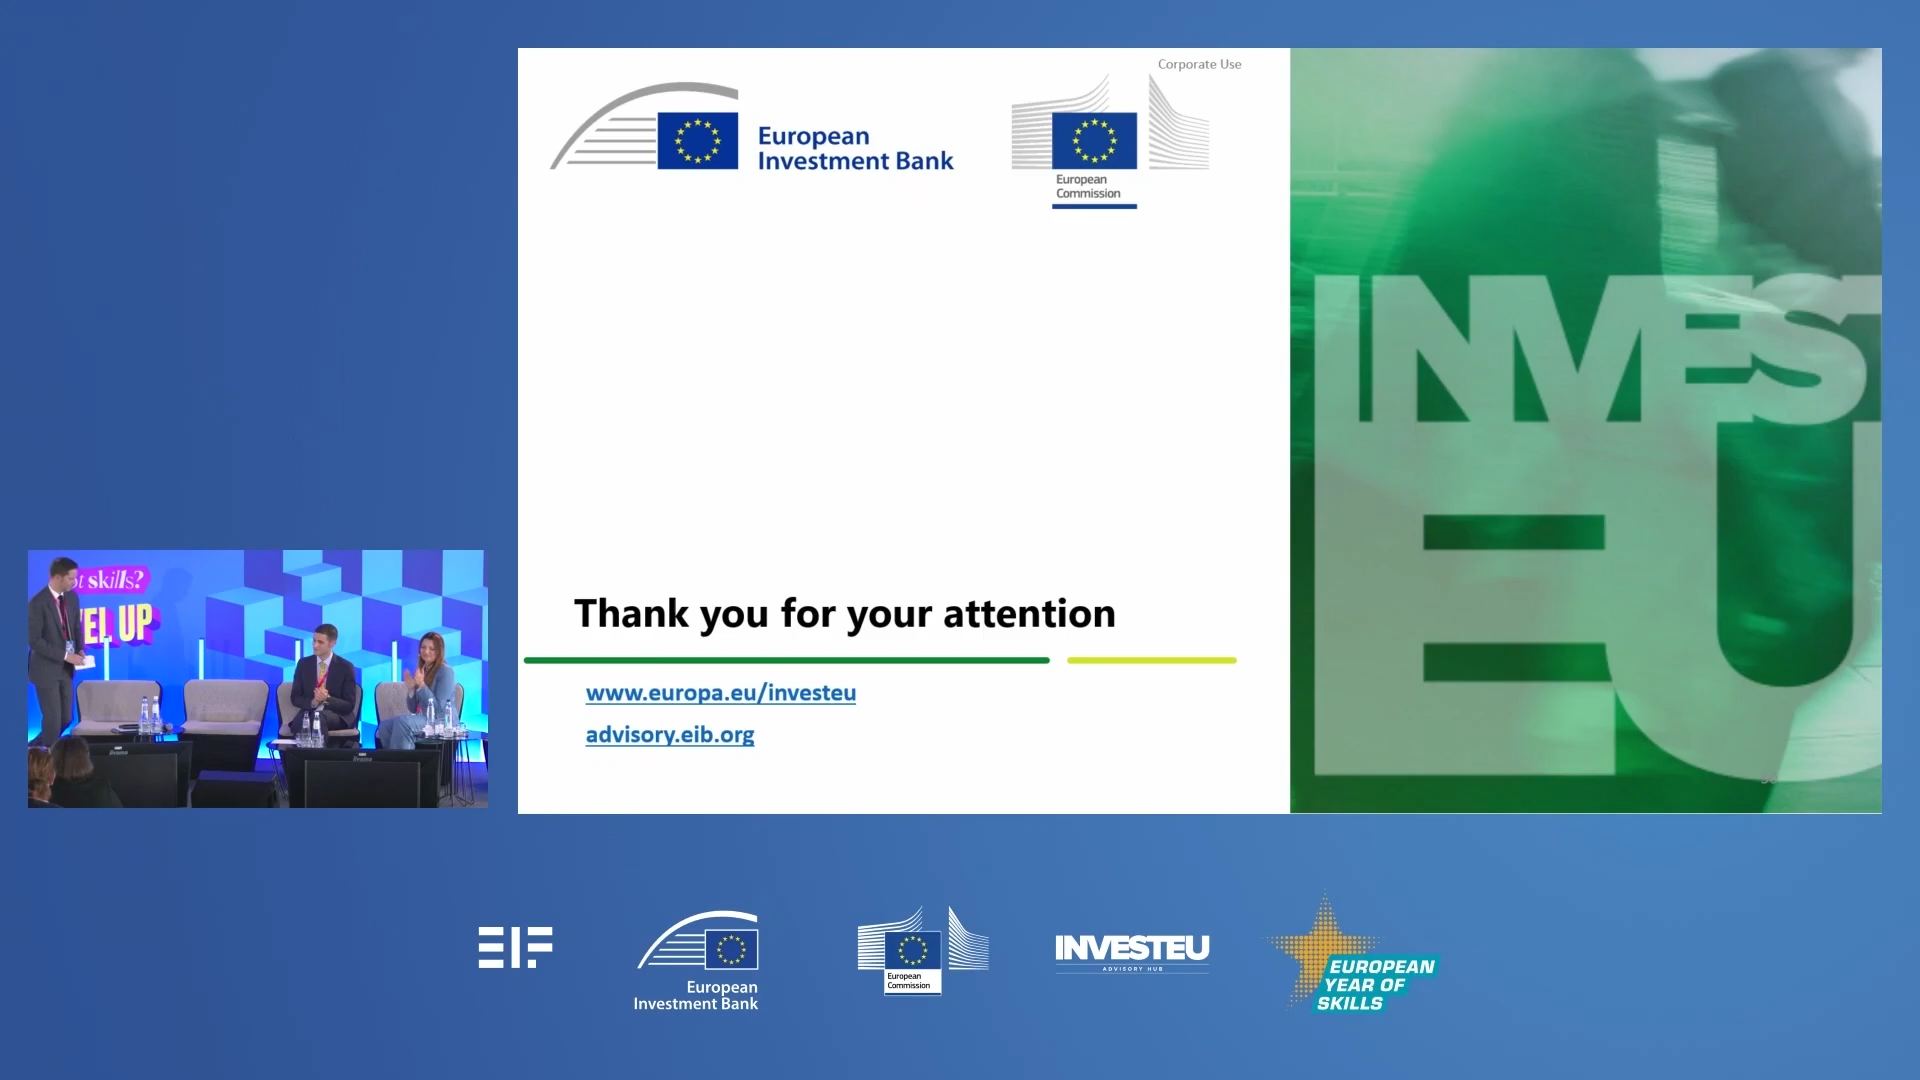 Corporate Use
European
Investment Bank
European
Commission
INVEST
EU
Thank you for your attention
www.europa.eu/investeu
advisory.eib.org
skills?
EL UP
EIF
European
Investment Bank
European
Commission
INVESTEU
ADVISORY HUB
EUROPEAN
YEAR OF
SKILLS